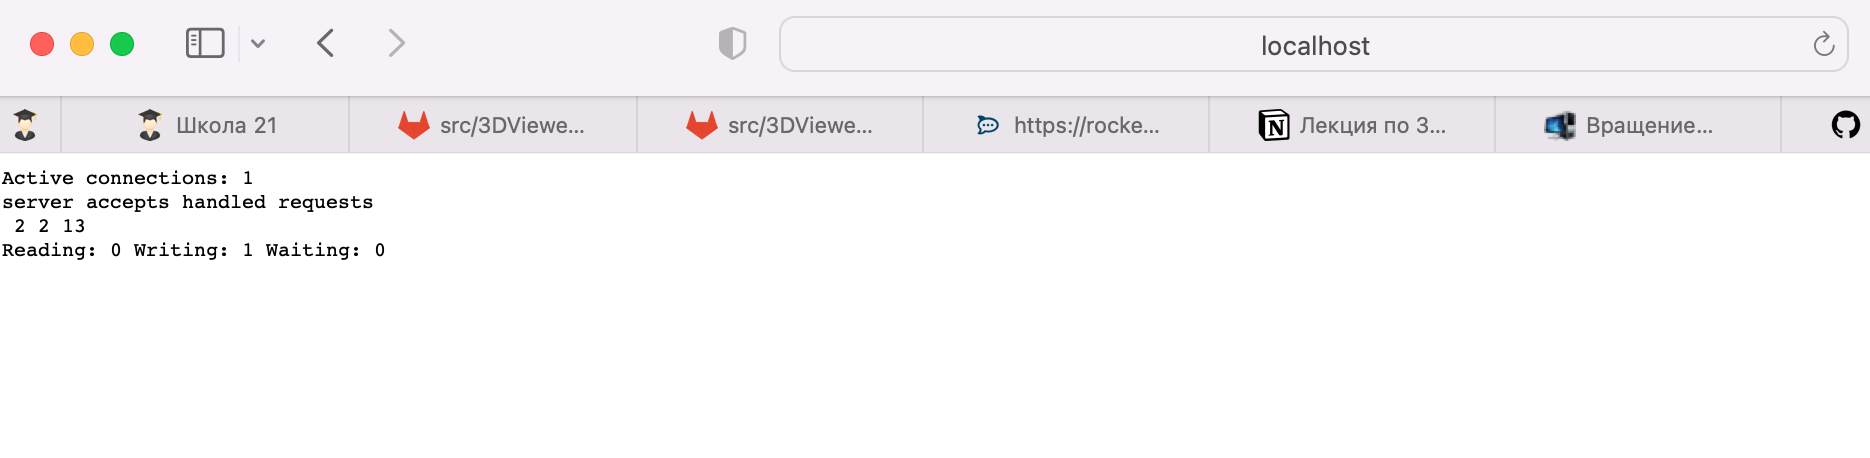 localhost
Школа 21
src/3DViewe...
src/3DViewe...
https://rocke...
Лекция по 3...
Вращение...
Active connections: 1
server accepts handled requests
2 2 13
Reading: 0 Writing: 1 Waiting: 0